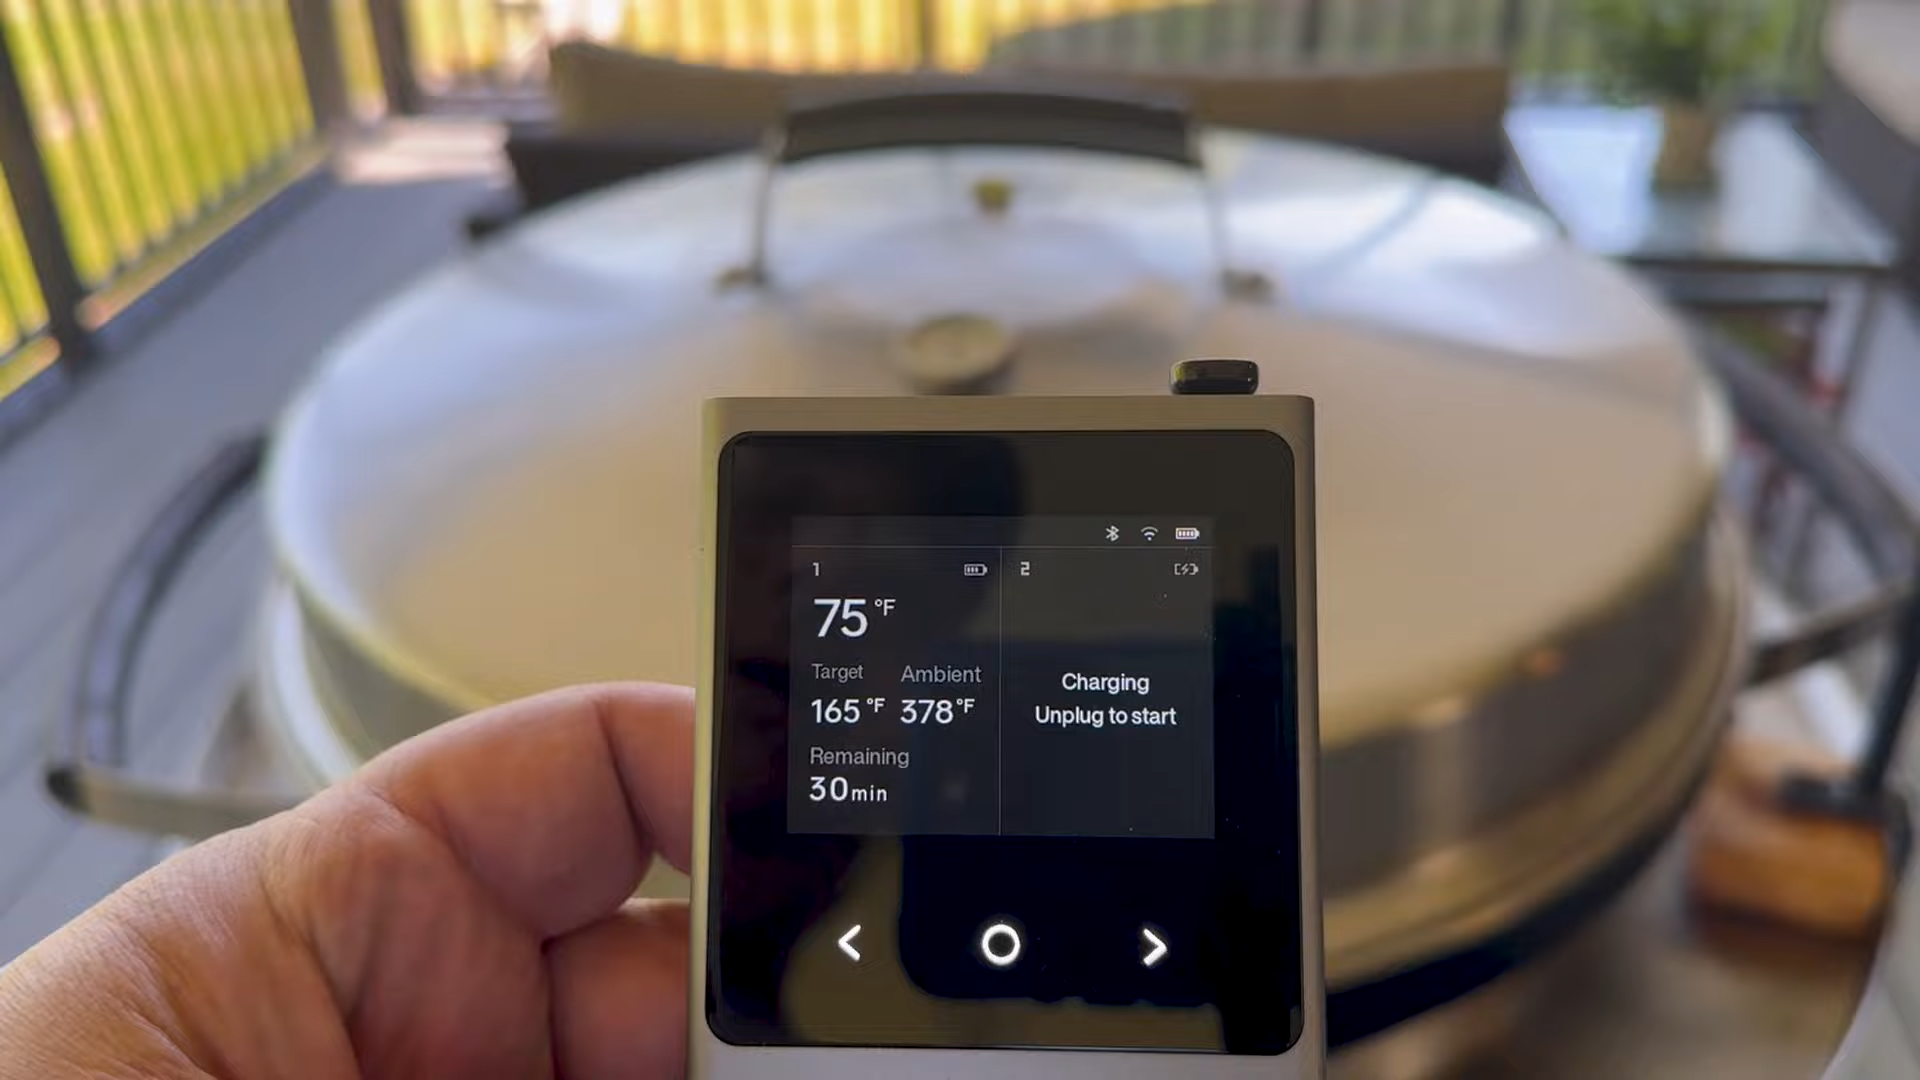 1
75 °F
Target Ambient
165 °F 378 °F
Remaining
30 min
2
Charging
Unplug to start